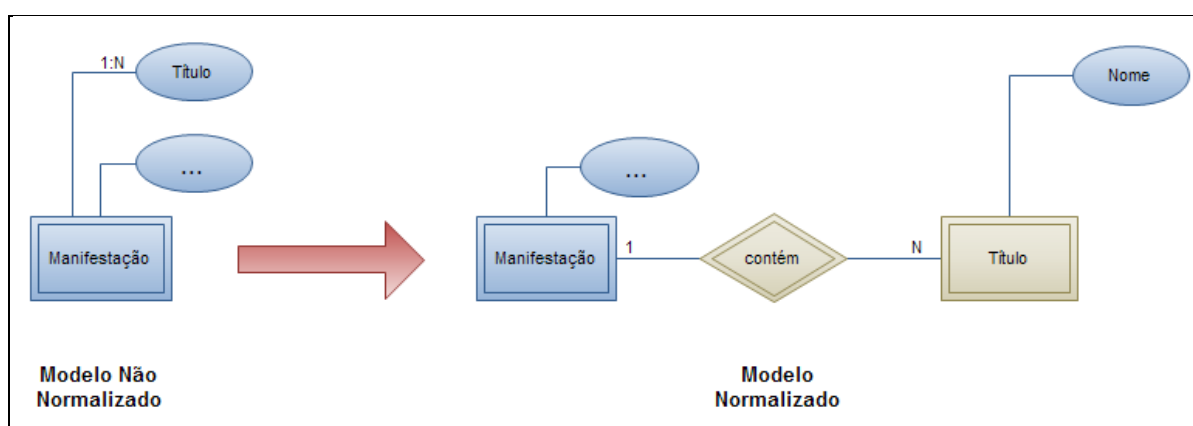 1:N
Título
...
Manifestação
Modelo Não
Normalizado
...
Nome
Manifestação
1
contém
N
Título
Modelo
Normalizado